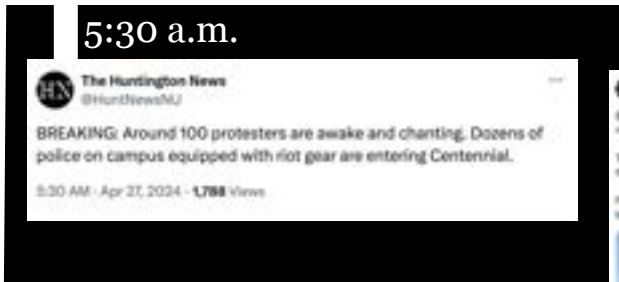 5:30 a.m.
HN
The Huntington News
@HuntNewsNU
BREAKING: Around 100 protesters are awake and chanting. Dozens of
police on campus equipped with riot gear are entering Centennial.
5:30 AM · Apr 27, 2024 · 1,788 Views